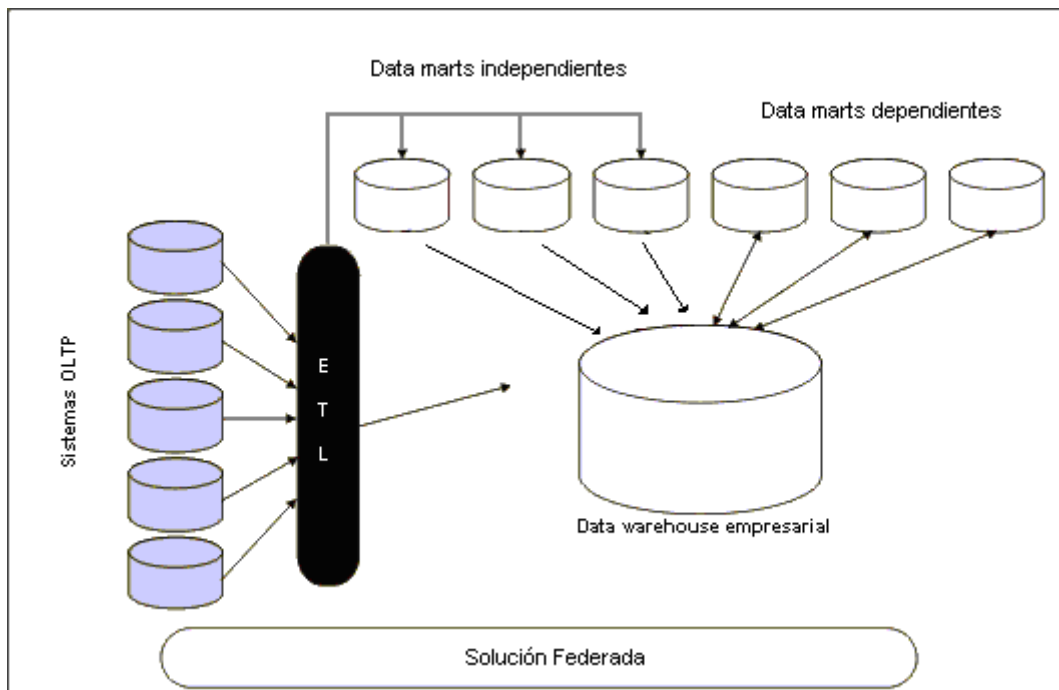 Data marts independientes
Data marts dependientes
Sistemas OLTP
E
T
L
Data warehouse empresarial
Solución Federada